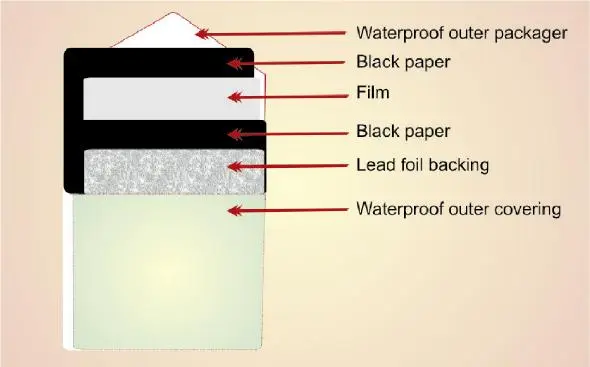 Waterproof outer packager
Black paper
Film
Black paper
Lead foil backing
Waterproof outer covering